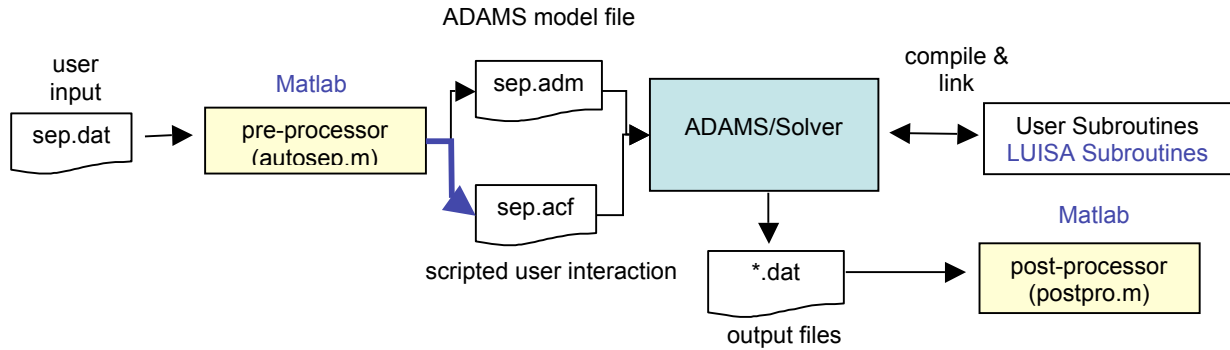 ADAMS model file
user
input
sep.dat
Matlab
pre-processor
(autosep.m)
sep.adm
sep.acf
scripted user interaction
ADAMS/Solver
compile &
link
User Subroutines
LUISA Subroutines
*.dat
output files
Matlab
post-processor
(postpro.m)